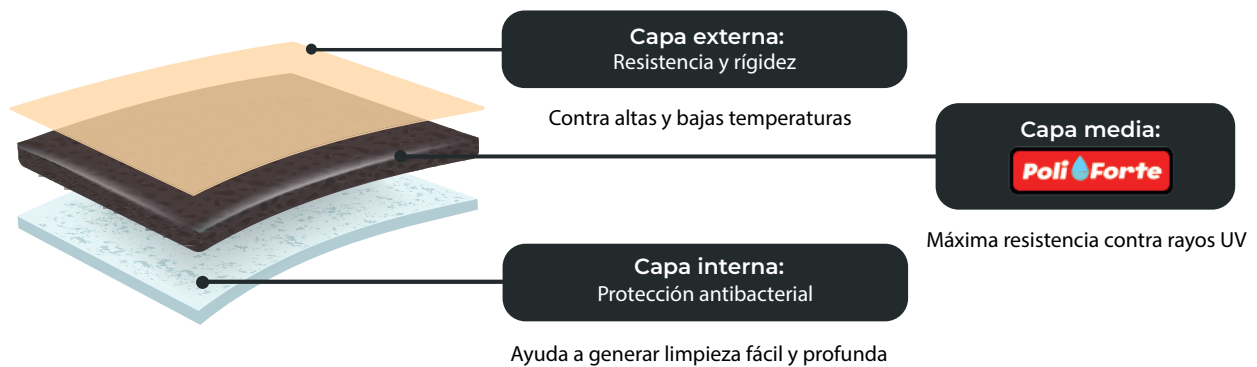 Capa externa:
Resistencia y rígidez
Contra altas y bajas temperaturas
Capa media:
Poli Forte
Máxima resistencia contra rayos UV
Capa interna:
Protección antibacterial
Ayuda a generar limpieza fácil y profunda